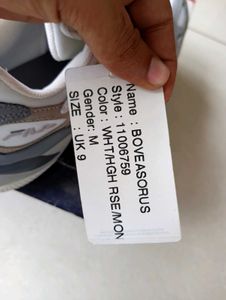 Name : BOVEASORUS
Style : 11006759
Color : WHT/HGH RSE/MON
Gender: M
SIZE : UK 9